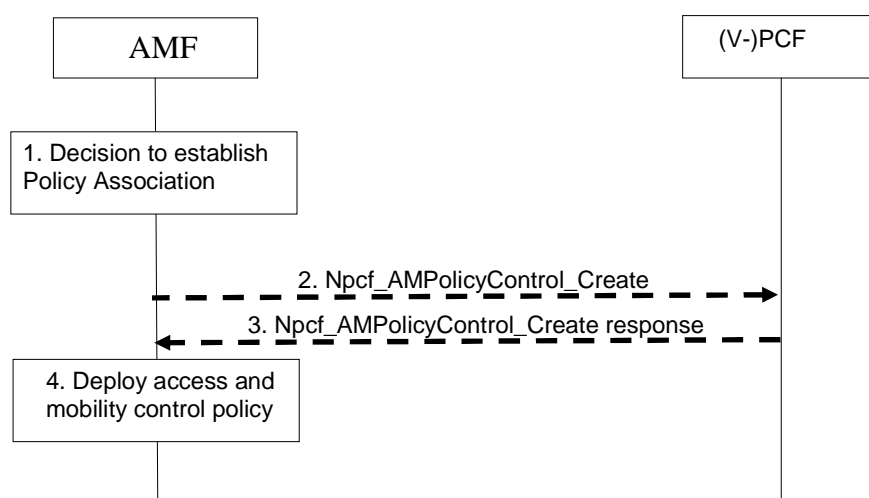 AMF
(V-)PCF
1. Decision to establish
Policy Association
2. Npcf_AMPolicyControl_Create
3. Npcf_AMPolicyControl_Create response
4. Deploy access and
mobility control policy